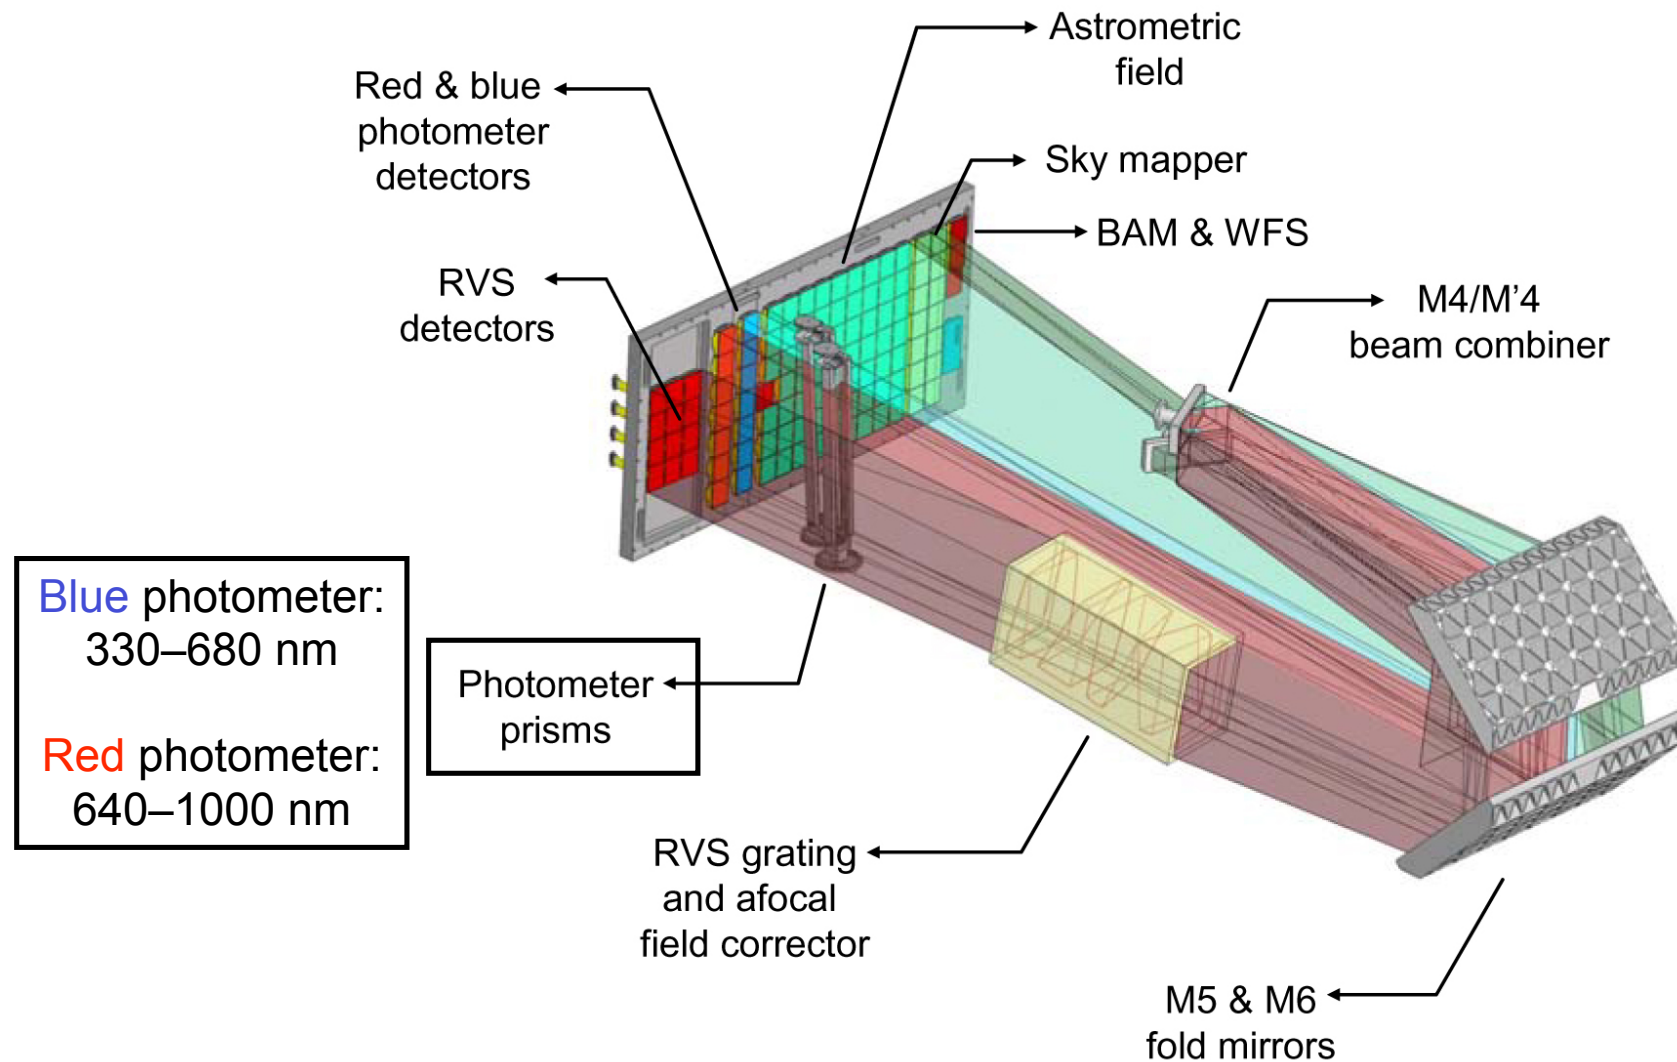 Astrometric
field
Red & blue
photometer
detectors
Sky mapper
BAM & WFS
RVS
detectors
M4/M'4
beam combiner
Blue photometer:
330–680 nm
Red photometer:
640–1000 nm
Photometer
prisms
RVS grating
and afocal
field corrector
M5 & M6
fold mirrors